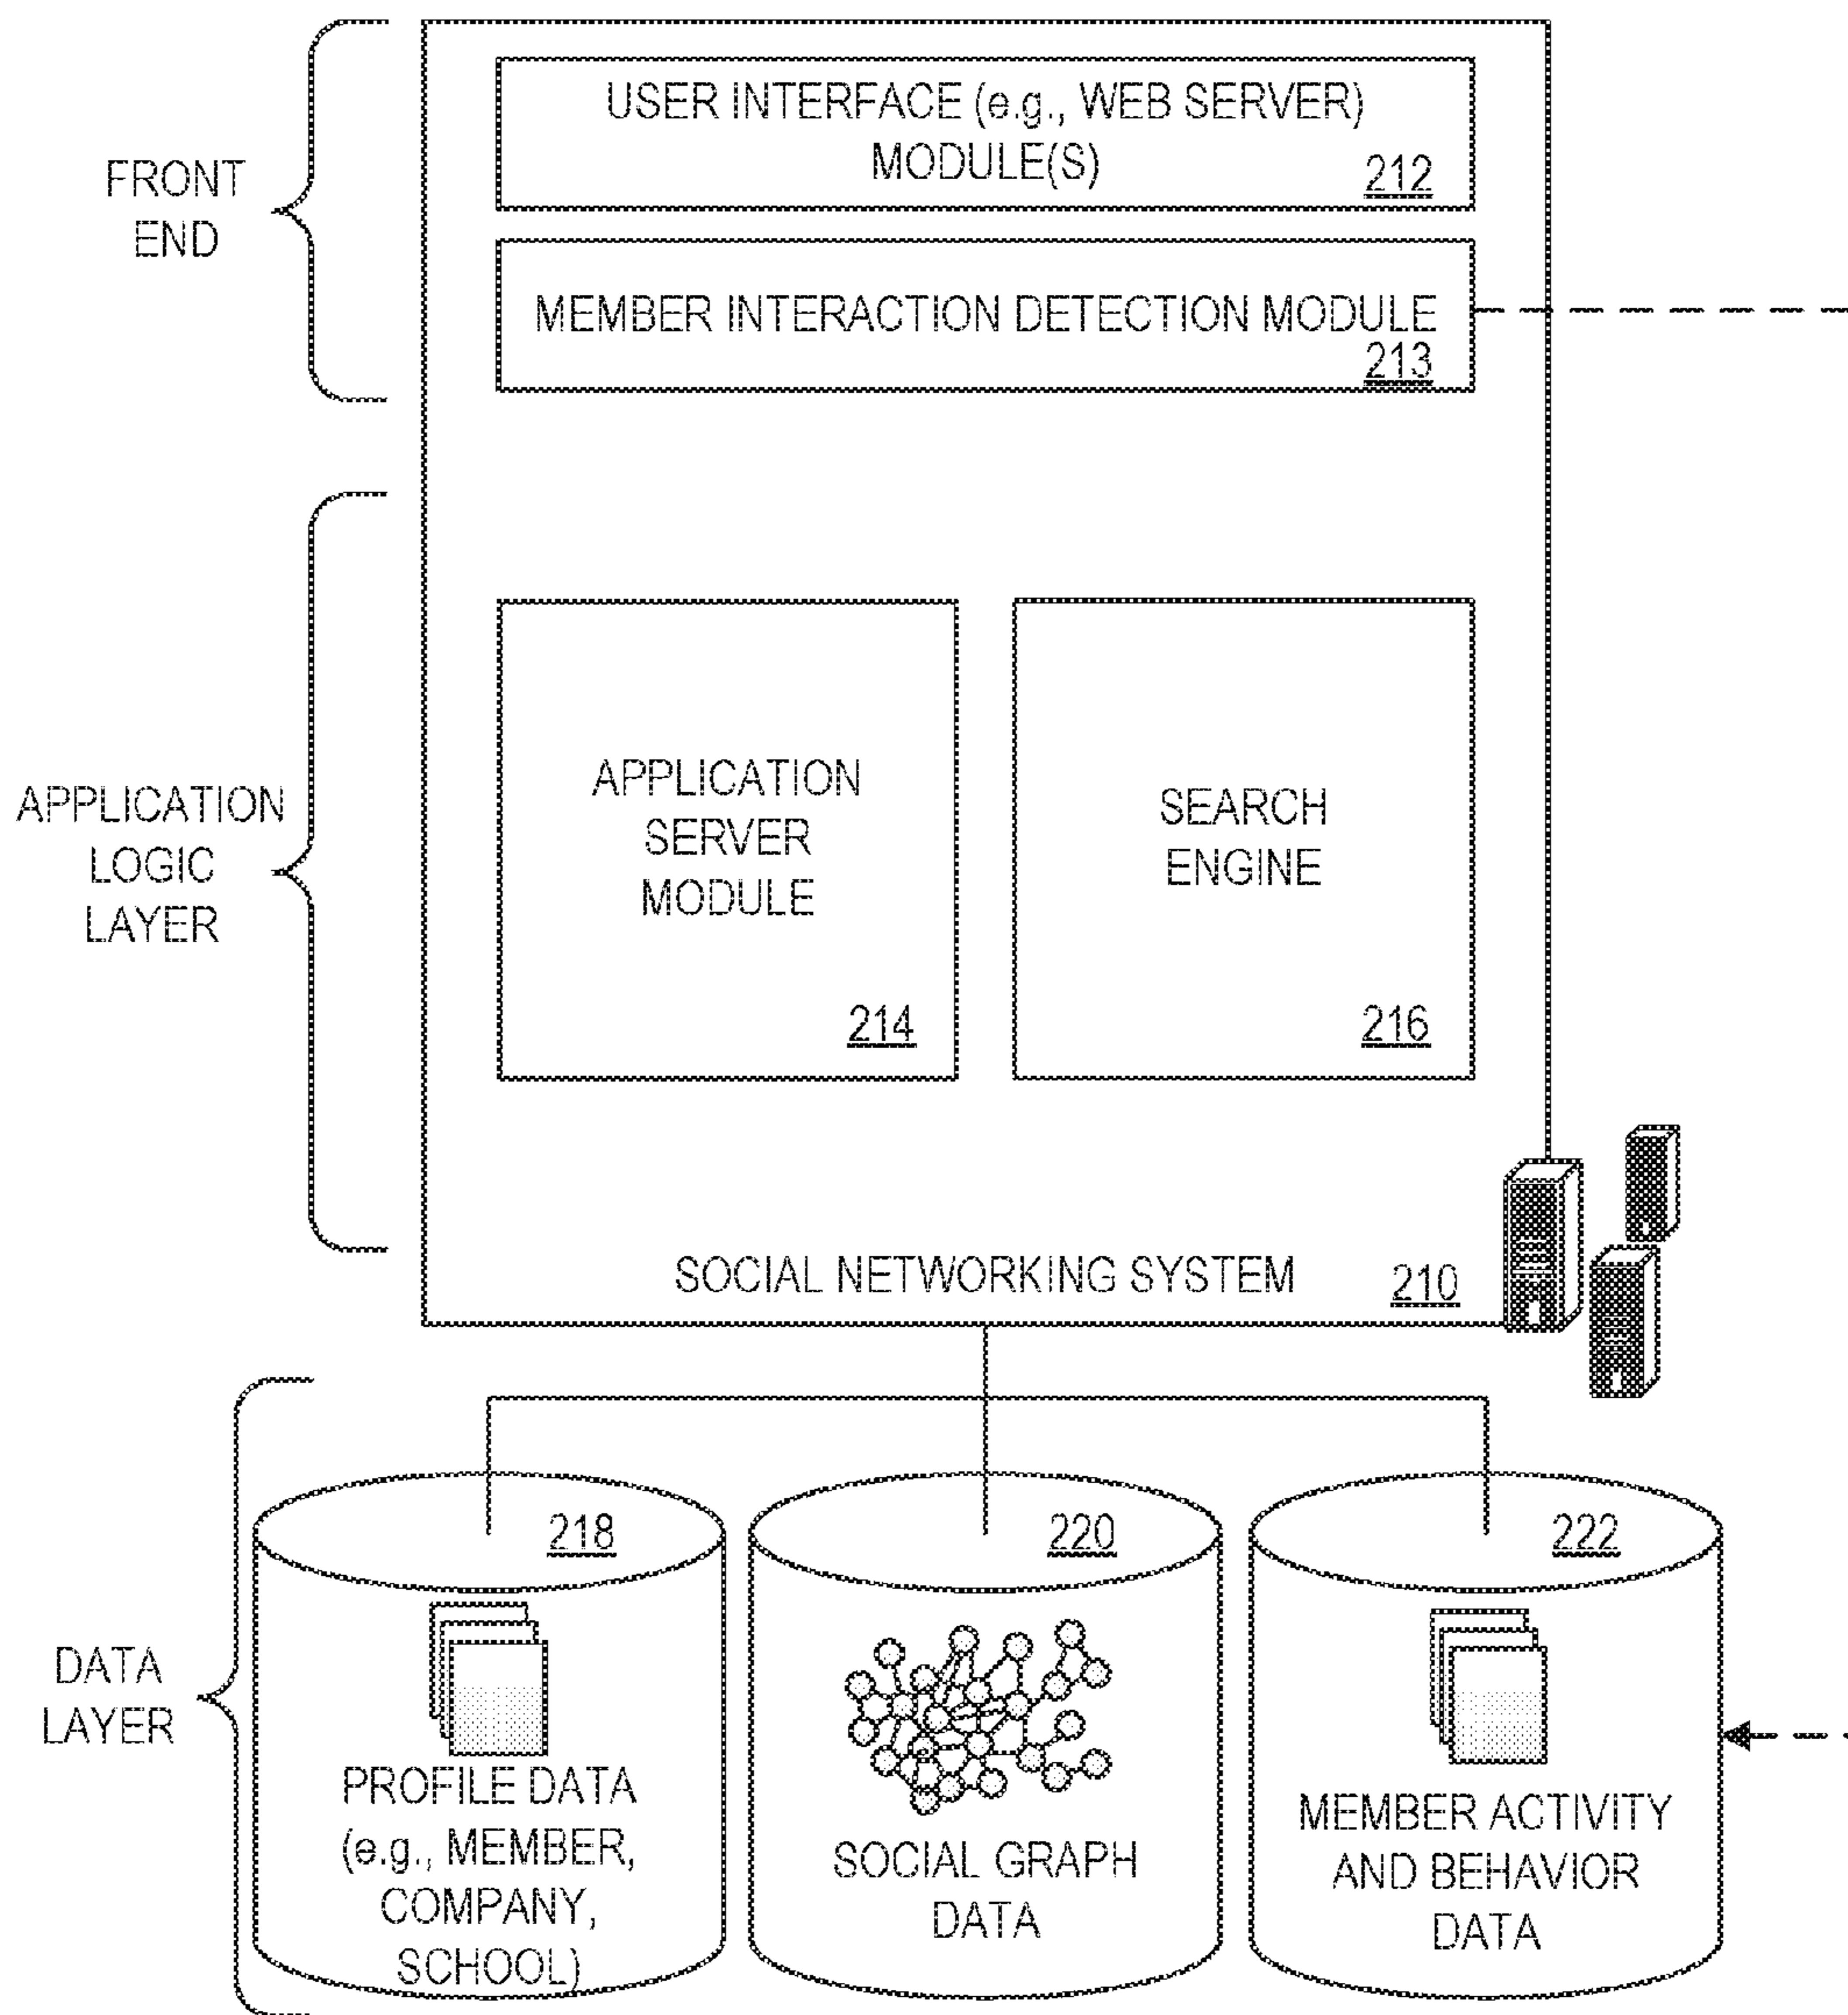 FRONT
END
USER INTERFACE (e.g., WEB SERVER)
MODULE(S)
212
MEMBER INTERACTION DETECTION MODULE
213
APPLICATION
LOGIC
LAYER
APPLICATION
SERVER
MODULE
214
SEARCH
ENGINE
216
SOCIAL NETWORKING SYSTEM
210
DATA
LAYER
218
PROFILE DATA
(e.g., MEMBER,
COMPANY,
SCHOOL)
220
SOCIAL GRAPH
DATA
222
MEMBER ACTIVITY
AND BEHAVIOR
DATA